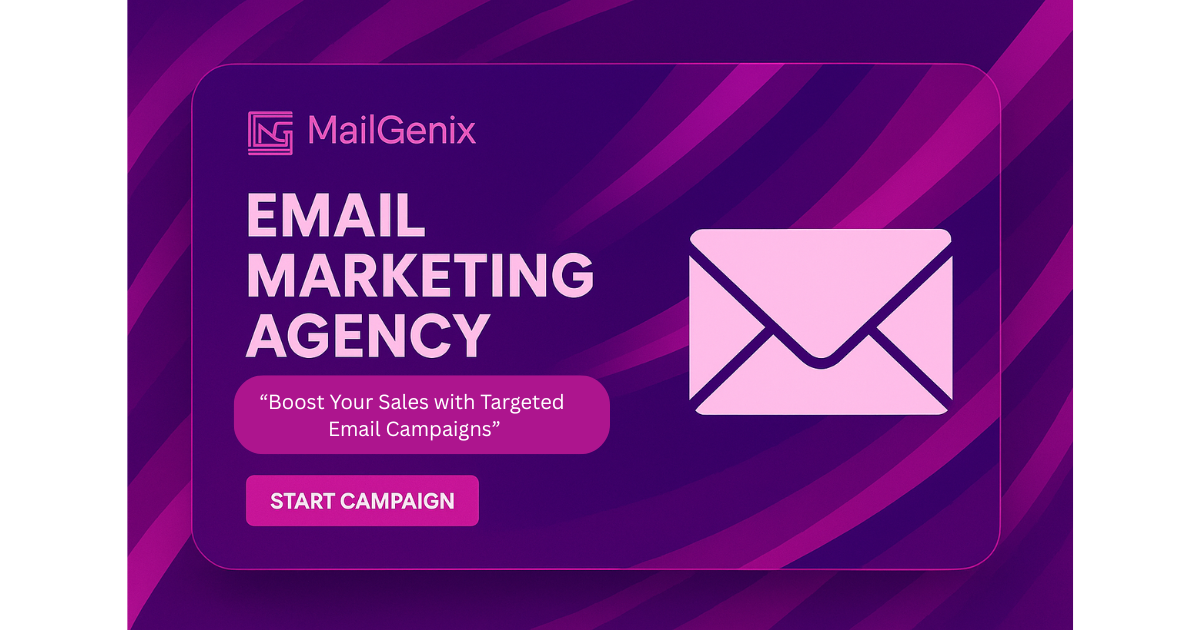 MailGenix
EMAIL
MARKETING
AGENCY
“Boost Your Sales with Targeted
Email Campaigns”
START CAMPAIGN